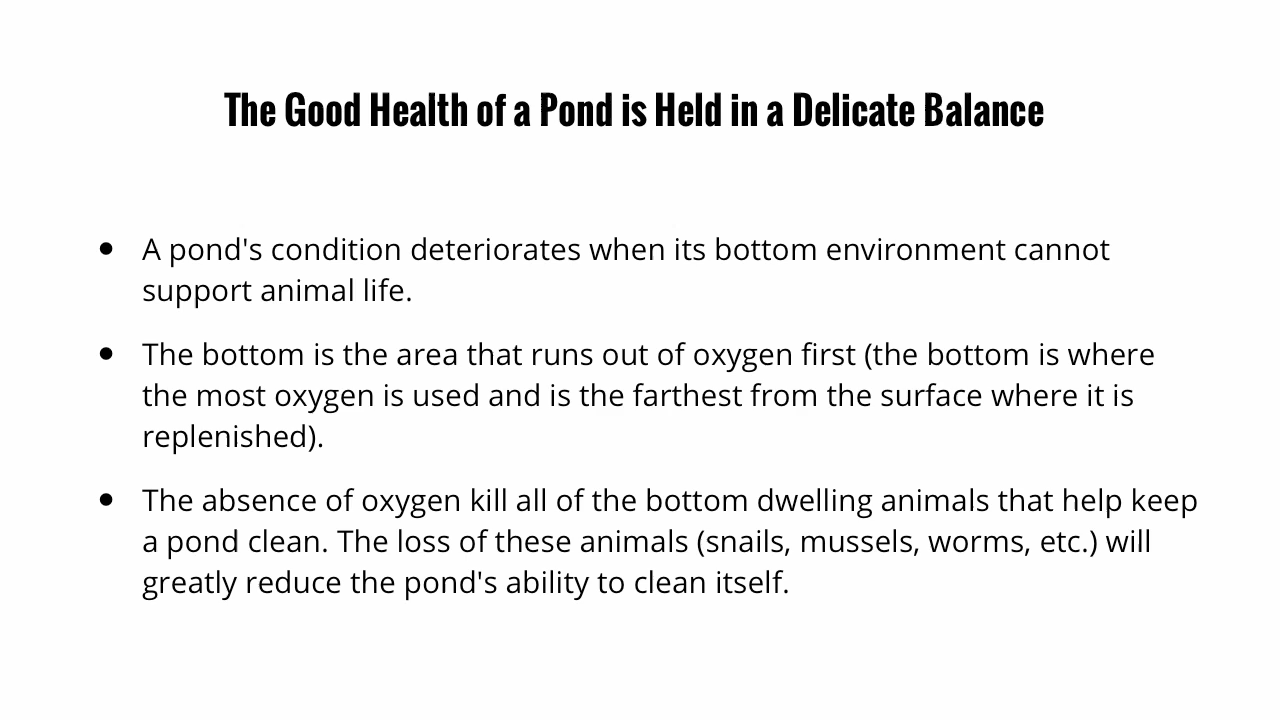 The Good Health of a Pond is Held in a Delicate Balance
● A pond's condition deteriorates when its bottom environment cannot
support animal life.
● The bottom is the area that runs out of oxygen first (the bottom is where
the most oxygen is used and is the farthest from the surface where it is
replenished).
● The absence of oxygen kill all of the bottom dwelling animals that help keep
a pond clean. The loss of these animals (snails, mussels, worms, etc.) will
greatly reduce the pond's ability to clean itself.